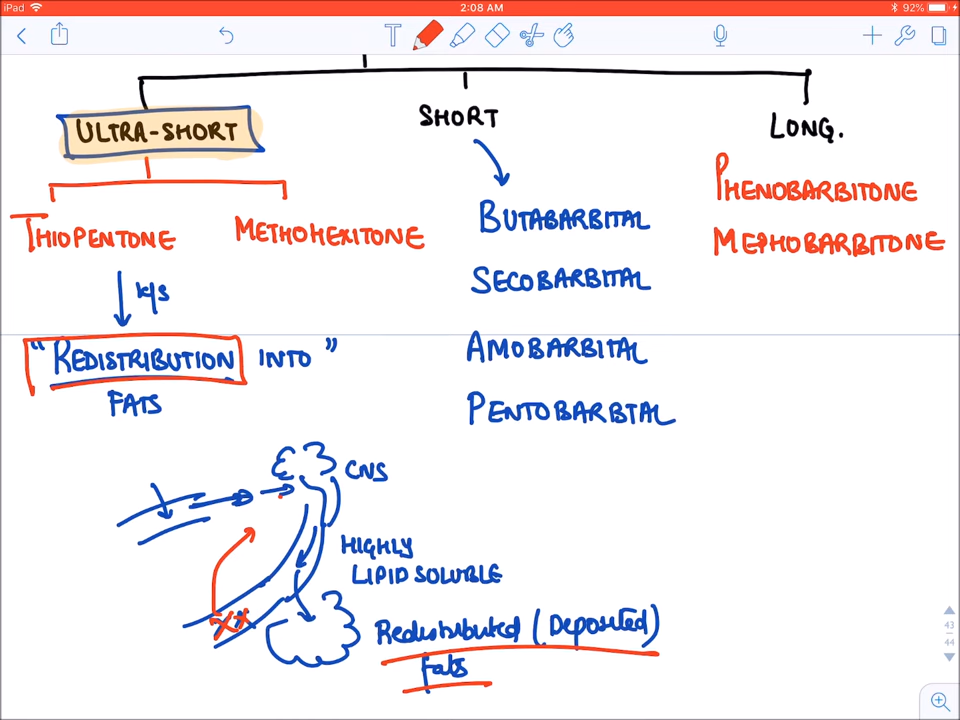 iPad
2:08 AM
92%
T
ULTRA-SHORT
SHORT
LONG.
THIOPENTONE
METHOHEXITONE
BUTABARBITAL
SECOBARBITAL
AMOBARBITAL
PENTOBARBTAL
PHENOBARBITONE
MEPHOBARBITONE
K/S
"REDISTRIBUTION INTO"
FATS
CNS
HIGHLY
LIPID SOLUBLE
Redistributed (Deposited)
Fats
43
44